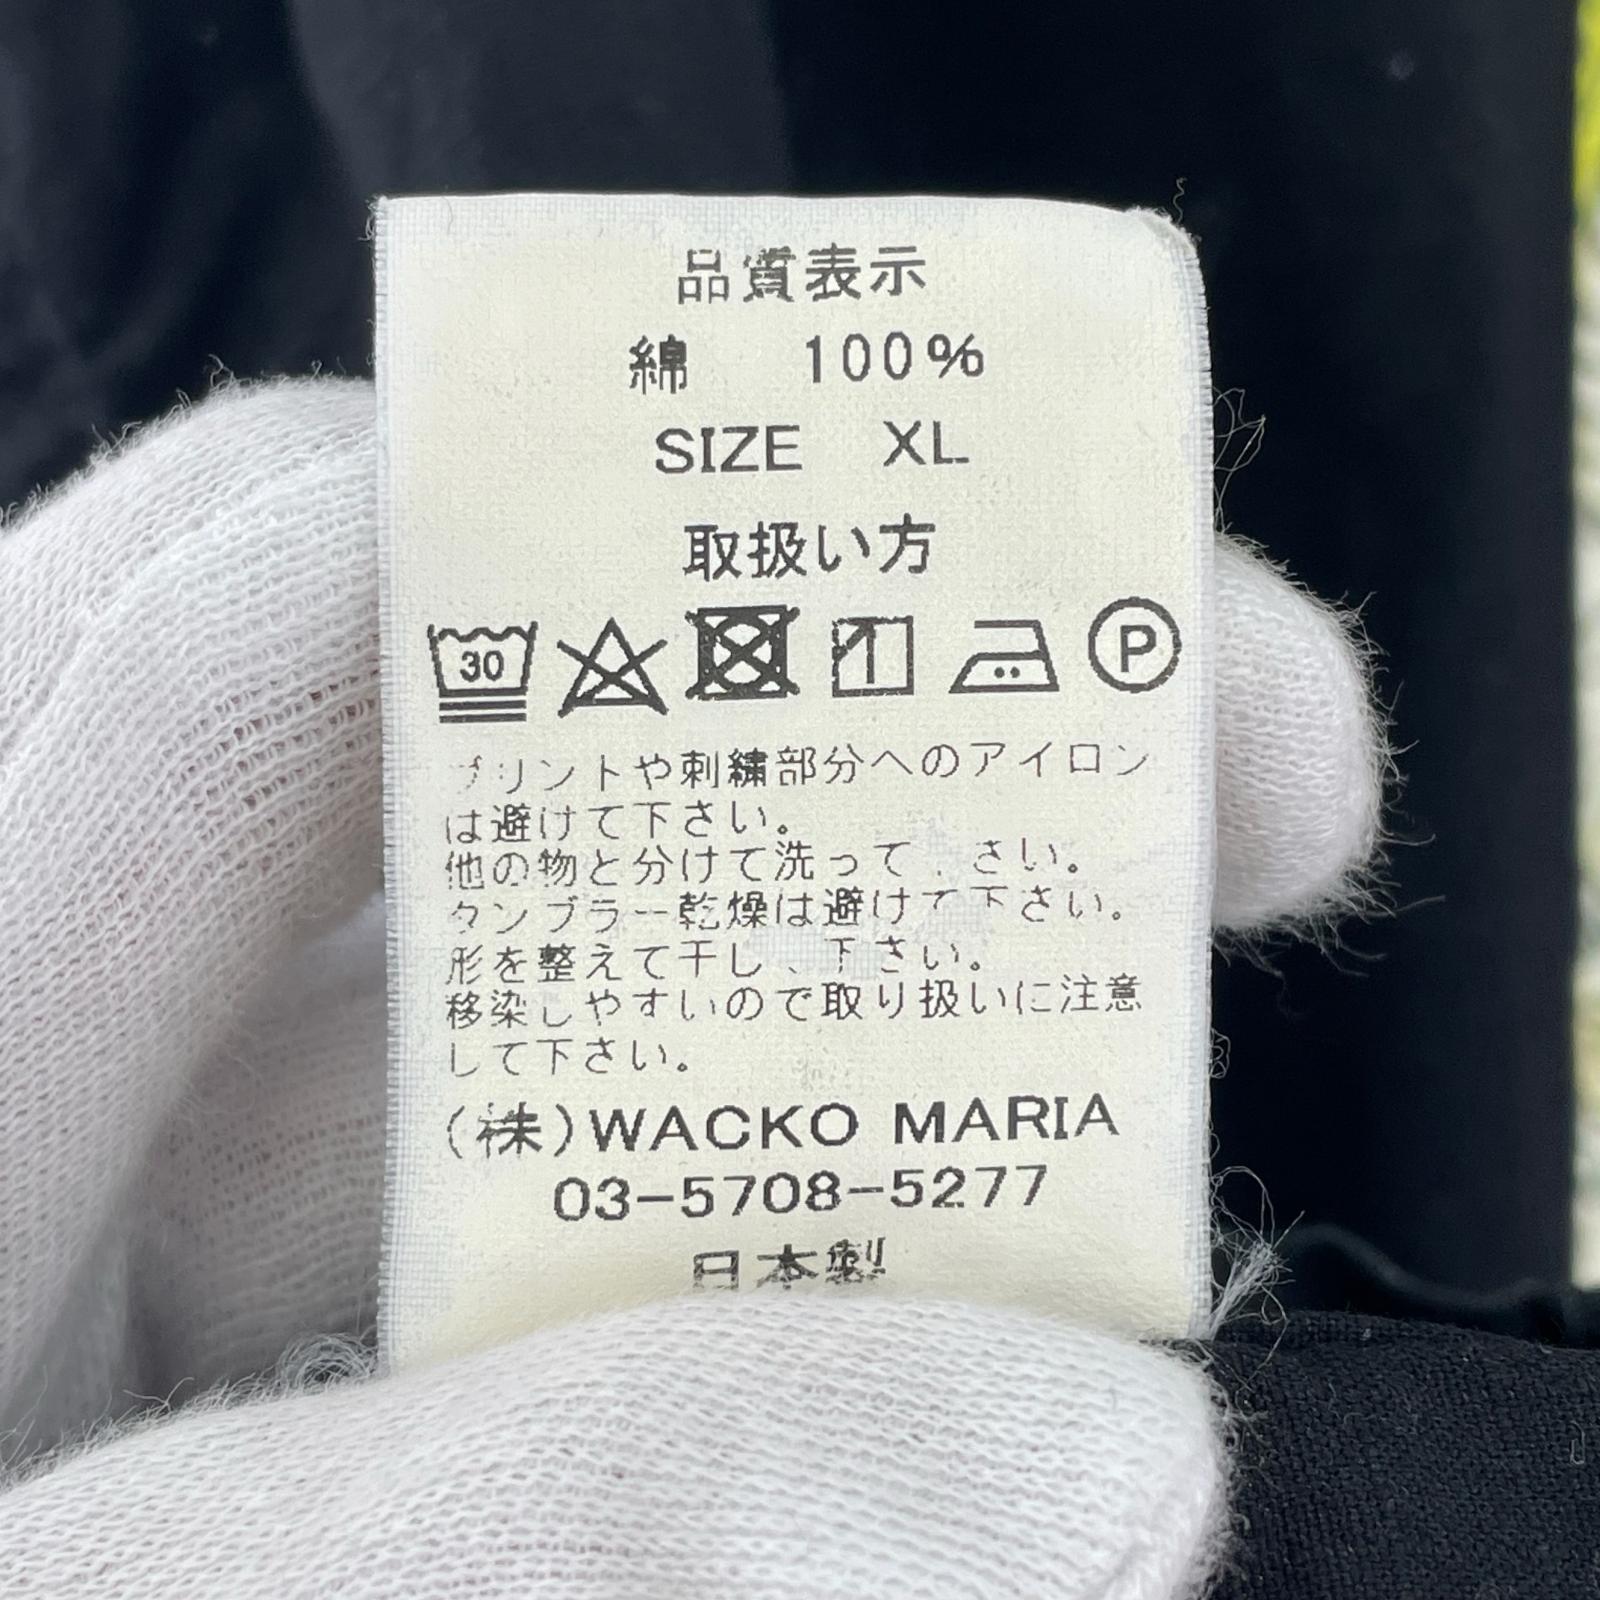 品質表示
綿 100%
SIZE XL
取扱い方
30 P
プリントや刺繍部分へのアイロン
は避けて下さい。
他の物と分けて洗って さい。
タンブラー乾燥は避けて下さい。
形を整えて干し 下さい。
移染しやすいので取り扱いに注意
して下さい。
(株)WACKO MARIA
03-5708-5277
日本製